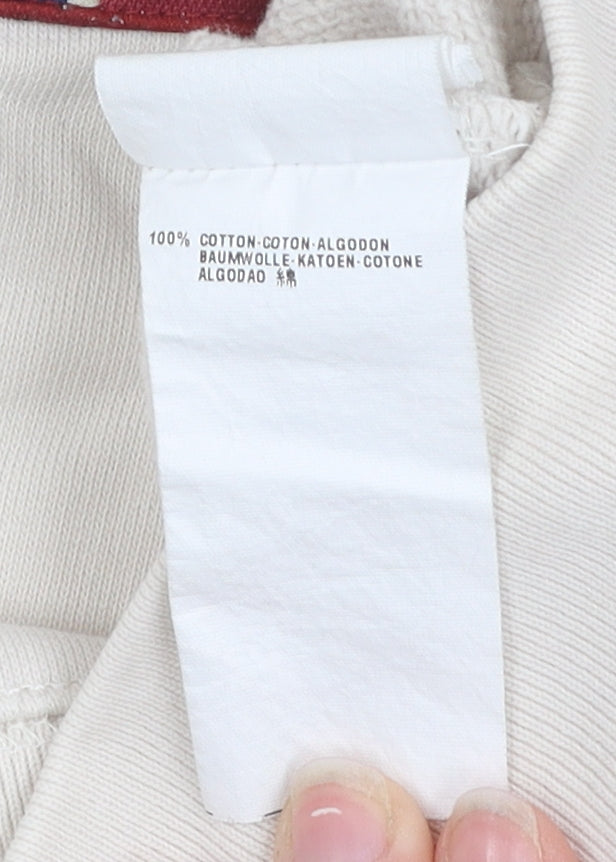 100% COTTON-COTON-ALGODON
BAUMWOLLE-KATOEN-COTONE
ALGODAO 綿